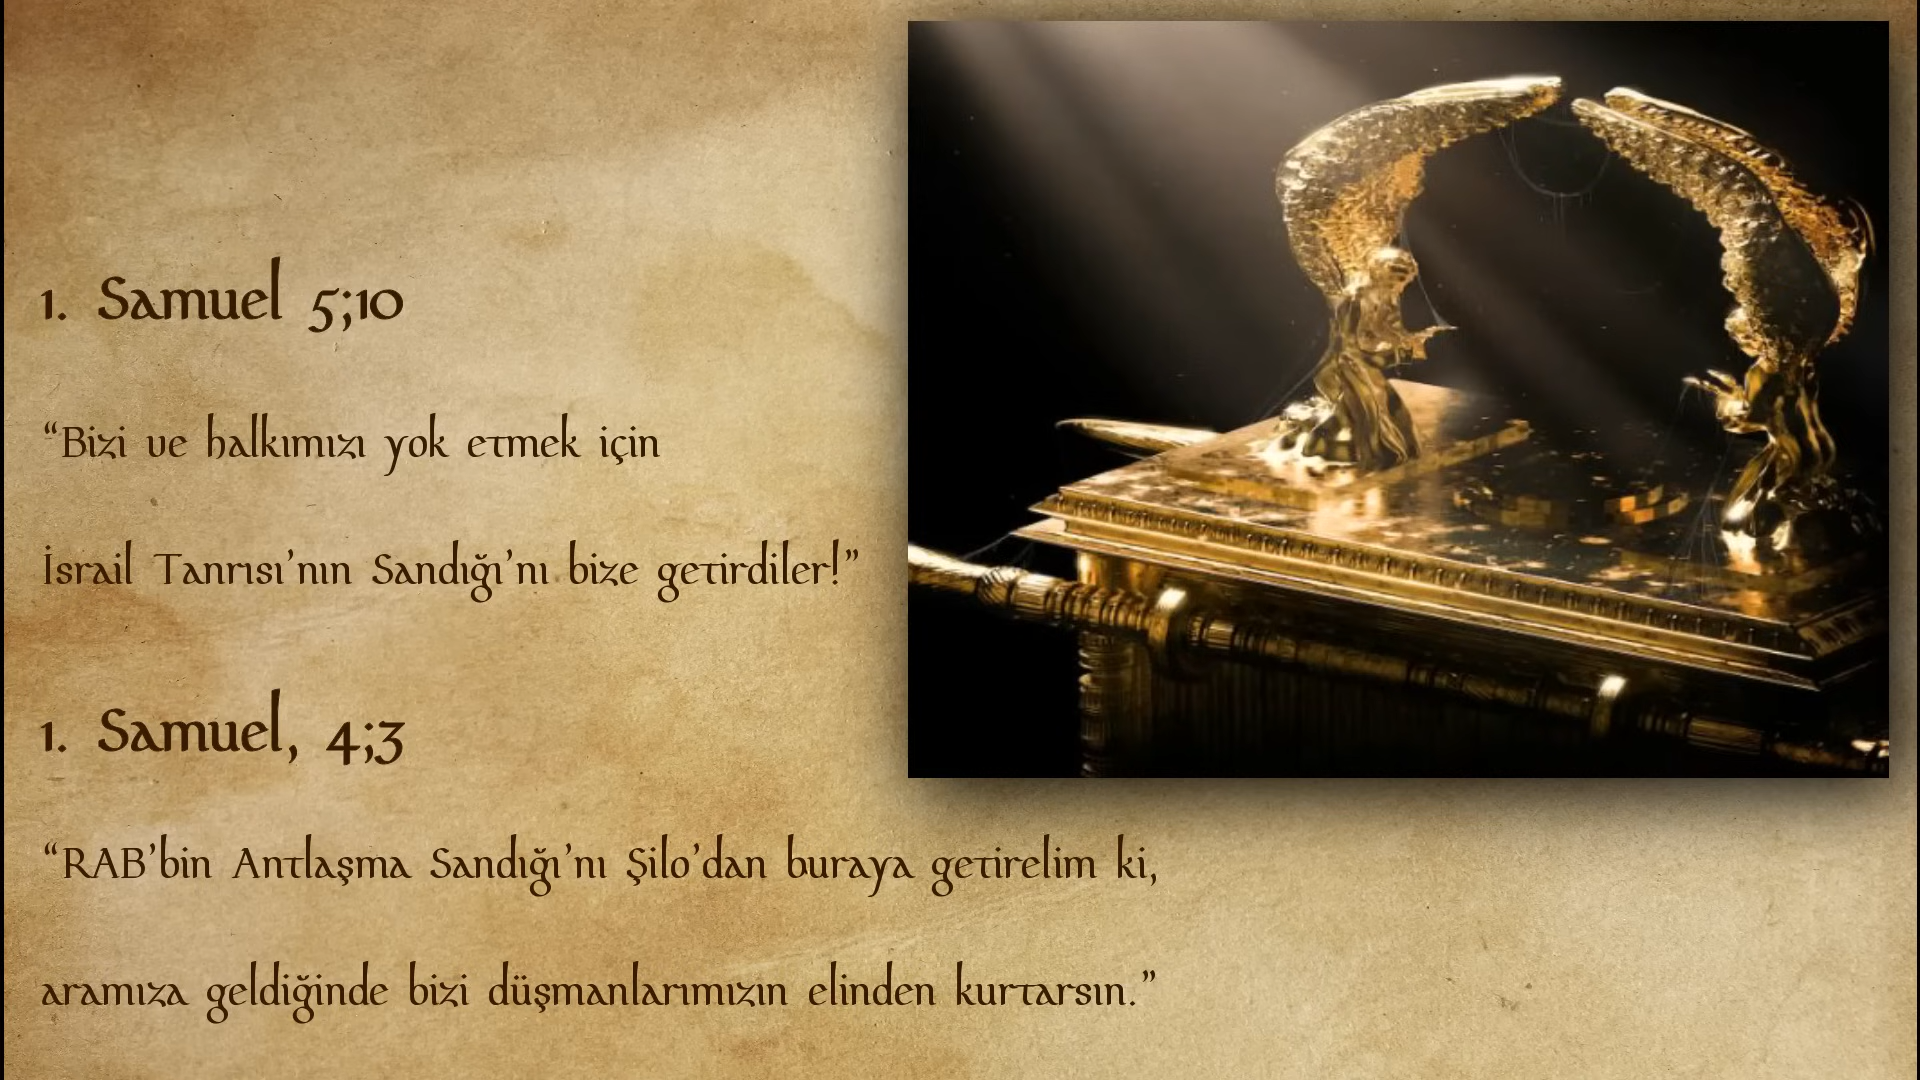 1. Samuel 5;10
“Bizi ve halkımızı yok etmek için
İsrail Tanrısı’nın Sandığı’nı bize getirdiler!”
1. Samuel, 4;3
“RAB’bin Antlaşma Sandığı’nı Şilo’dan buraya getirelim ki,
aramıza geldiğinde bizi düşmanlarımızın elinden kurtarsın.”